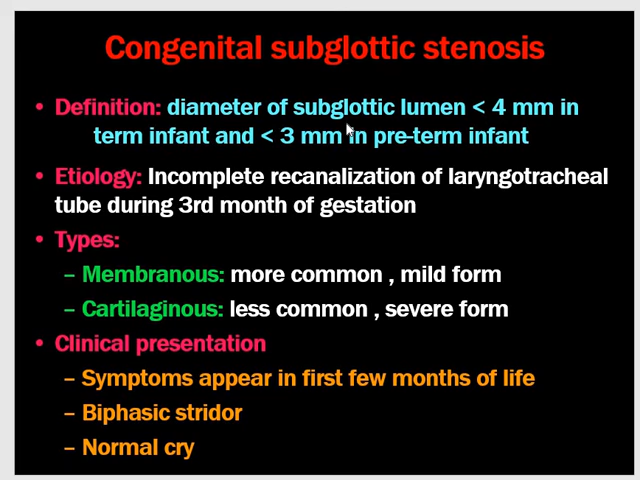 Congenital subglottic stenosis
• Definition: diameter of subglottic lumen < 4 mm in
term infant and < 3 mm in pre-term infant
• Etiology: Incomplete recanalization of laryngotracheal
tube during 3rd month of gestation
• Types:
– Membranous: more common , mild form
– Cartilaginous: less common , severe form
• Clinical presentation
– Symptoms appear in first few months of life
– Biphasic stridor
– Normal cry